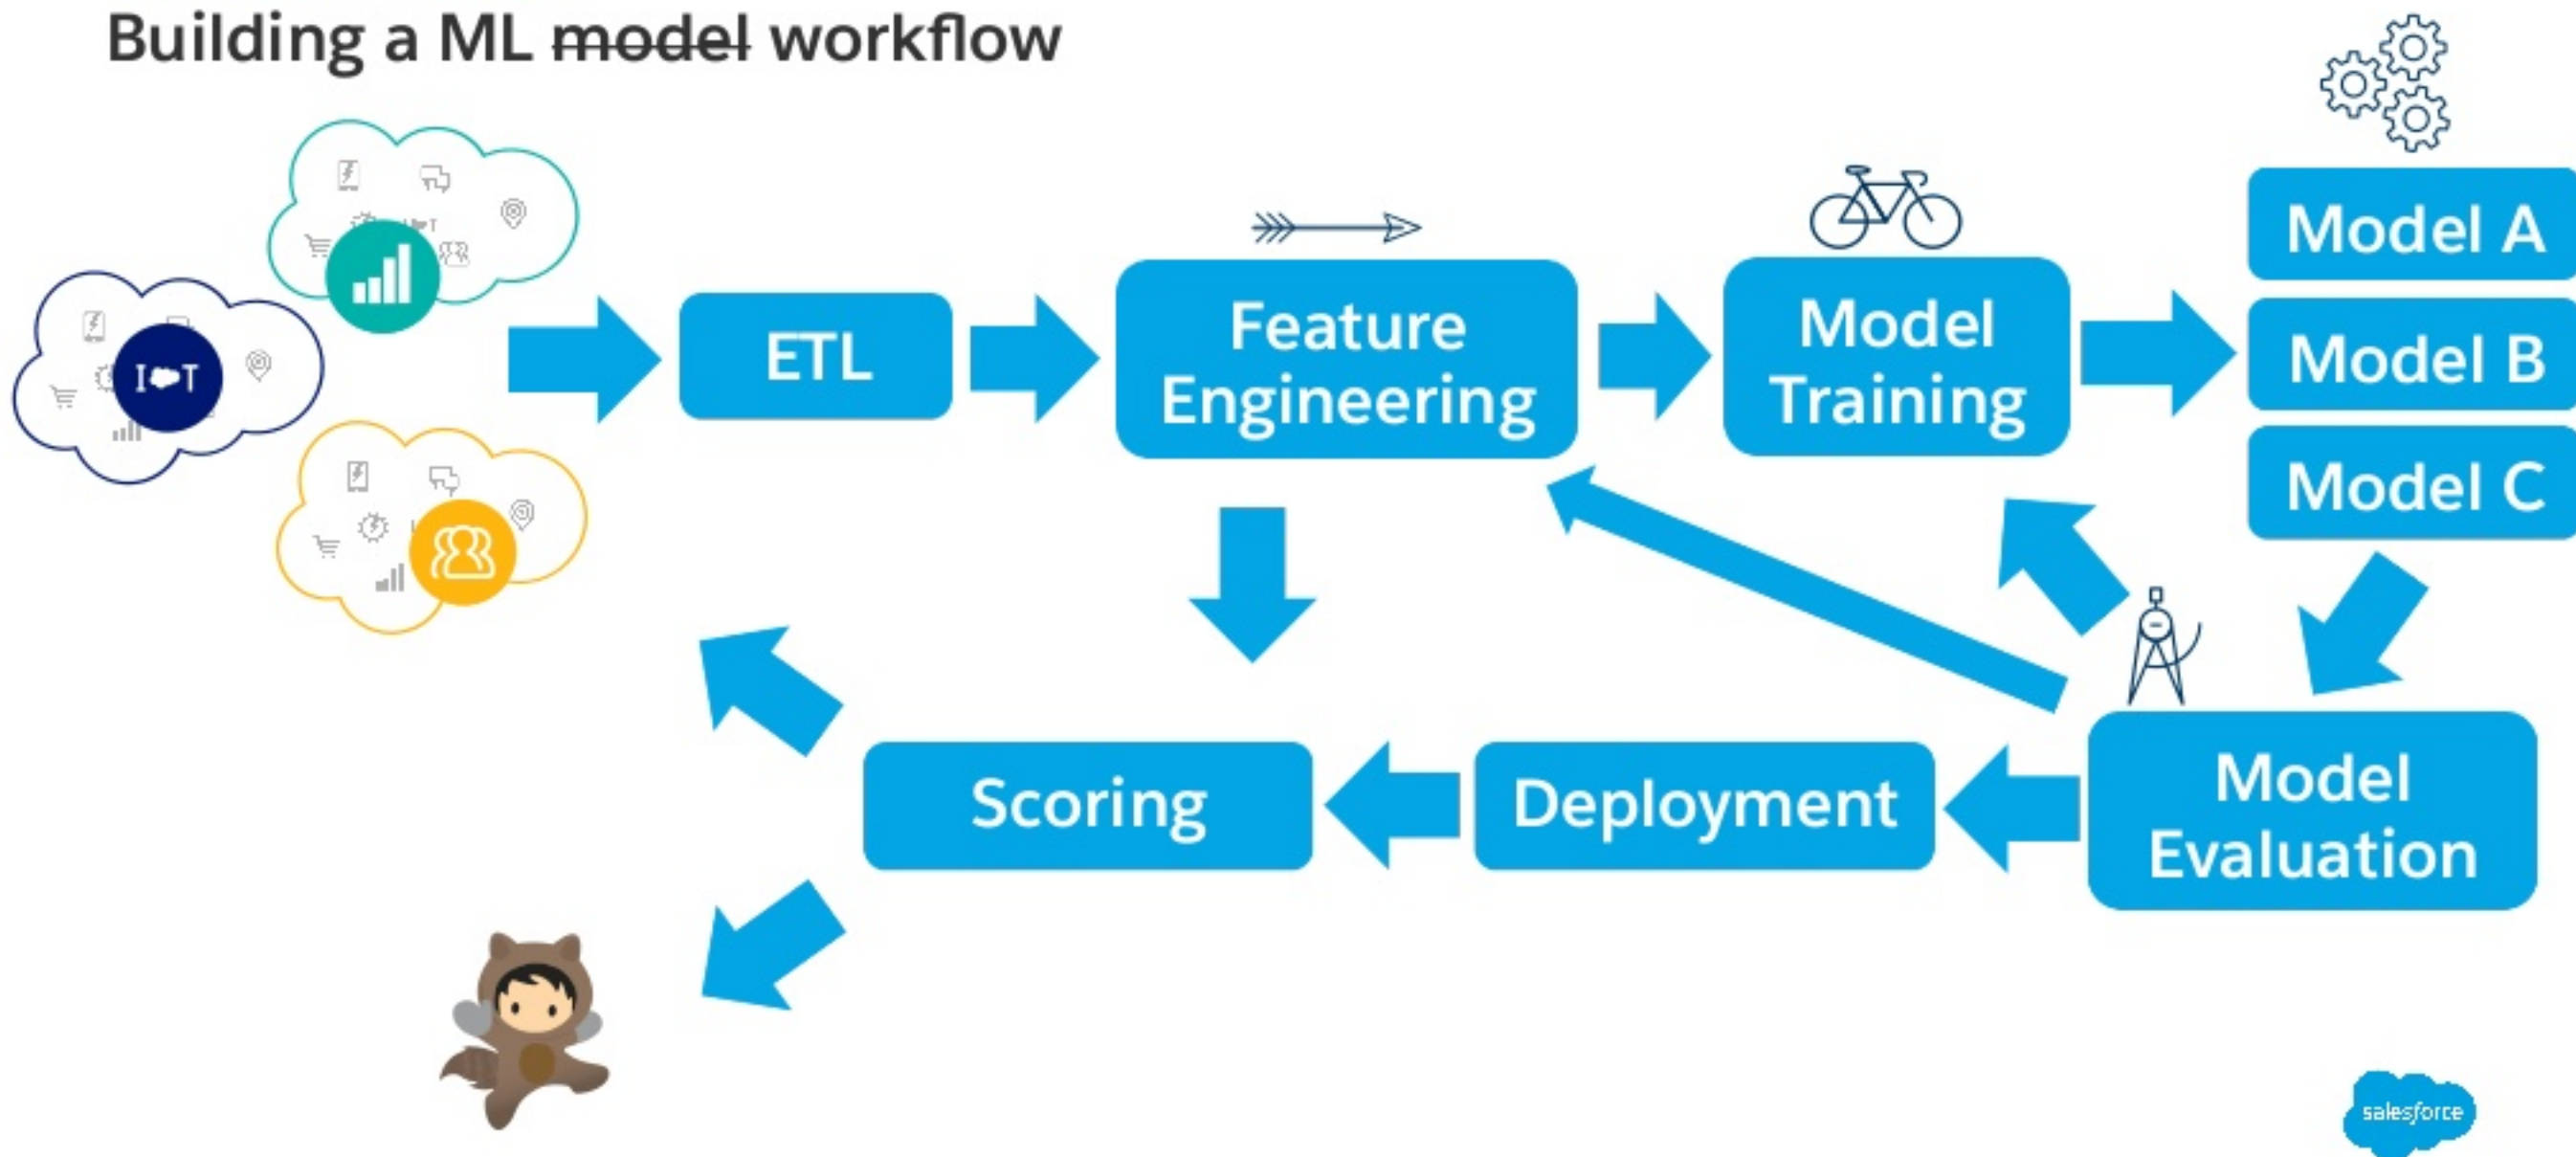 Building a ML model workflow
I T
ETL
Feature
Engineering
Model
Training
Model A
Model B
Model C
Scoring
Deployment
Model
Evaluation
salesforce